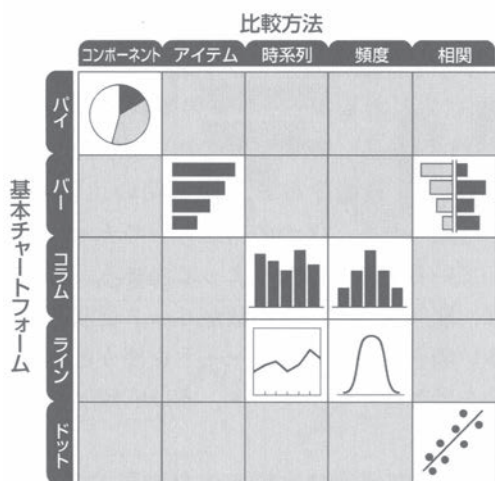 比較方法
コンポーネント アイテム 時系列 頻度 相関
基本チャートフォーム
パイ
バー
コラム
ライン
ドット